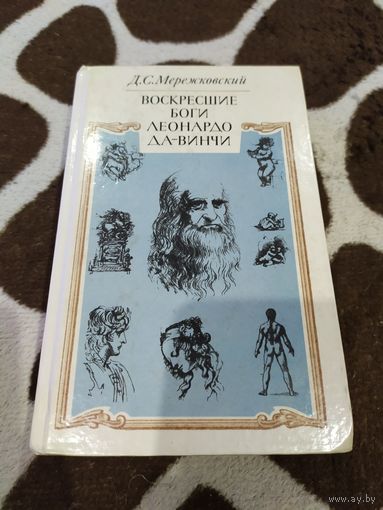 Д.С.Мережковский
ВОСКРЕСШИЕ
БОГИ
ЛЕОНАРДО
ДА-ВИНЧИ
www.ay.by